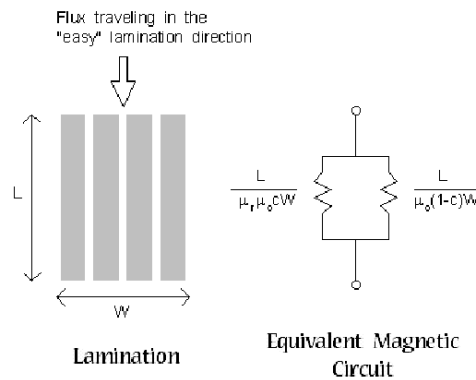 Flux traveling in the
"easy" lamination direction
L
W
Lamination
L
μrμocW
L
μo(1-c)W
Equivalent Magnetic
Circuit